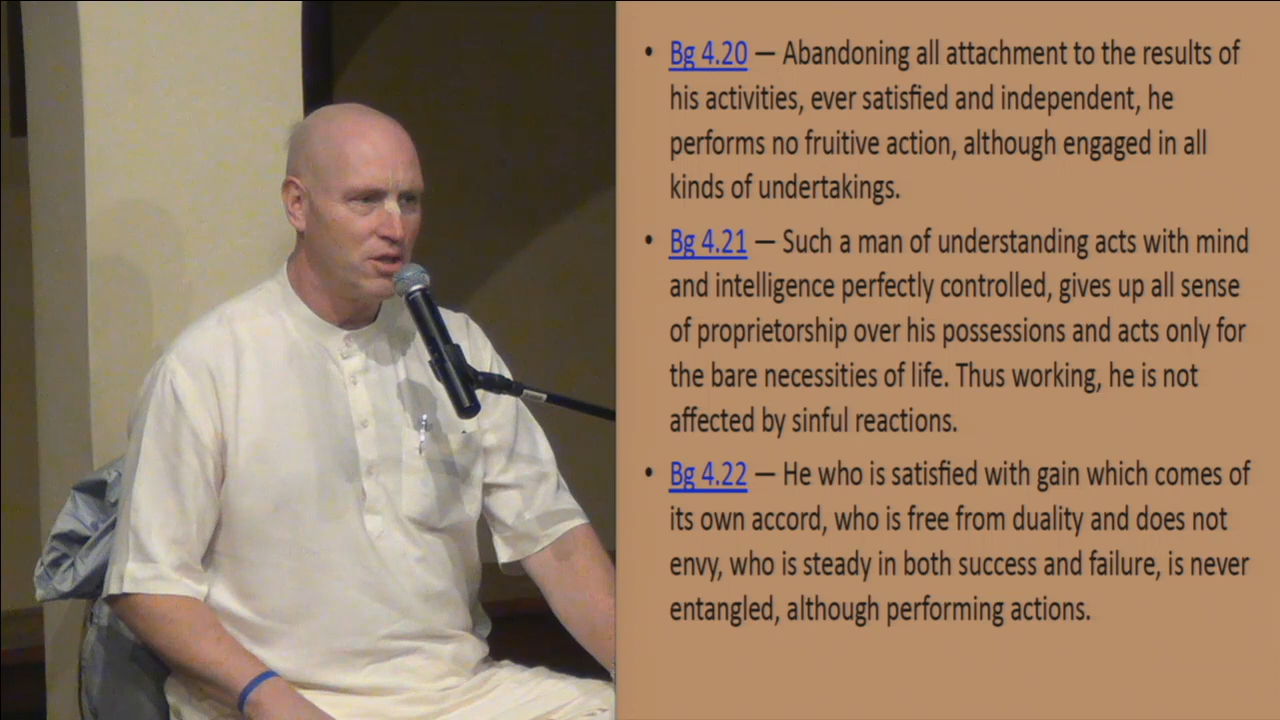 • Bg 4.20 — Abandoning all attachment to the results of
his activities, ever satisfied and independent, he
performs no fruitive action, although engaged in all
kinds of undertakings.
• Bg 4.21 — Such a man of understanding acts with mind
and intelligence perfectly controlled, gives up all sense
of proprietorship over his possessions and acts only for
the bare necessities of life. Thus working, he is not
affected by sinful reactions.
• Bg 4.22 — He who is satisfied with gain which comes of
its own accord, who is free from duality and does not
envy, who is steady in both success and failure, is never
entangled, although performing actions.